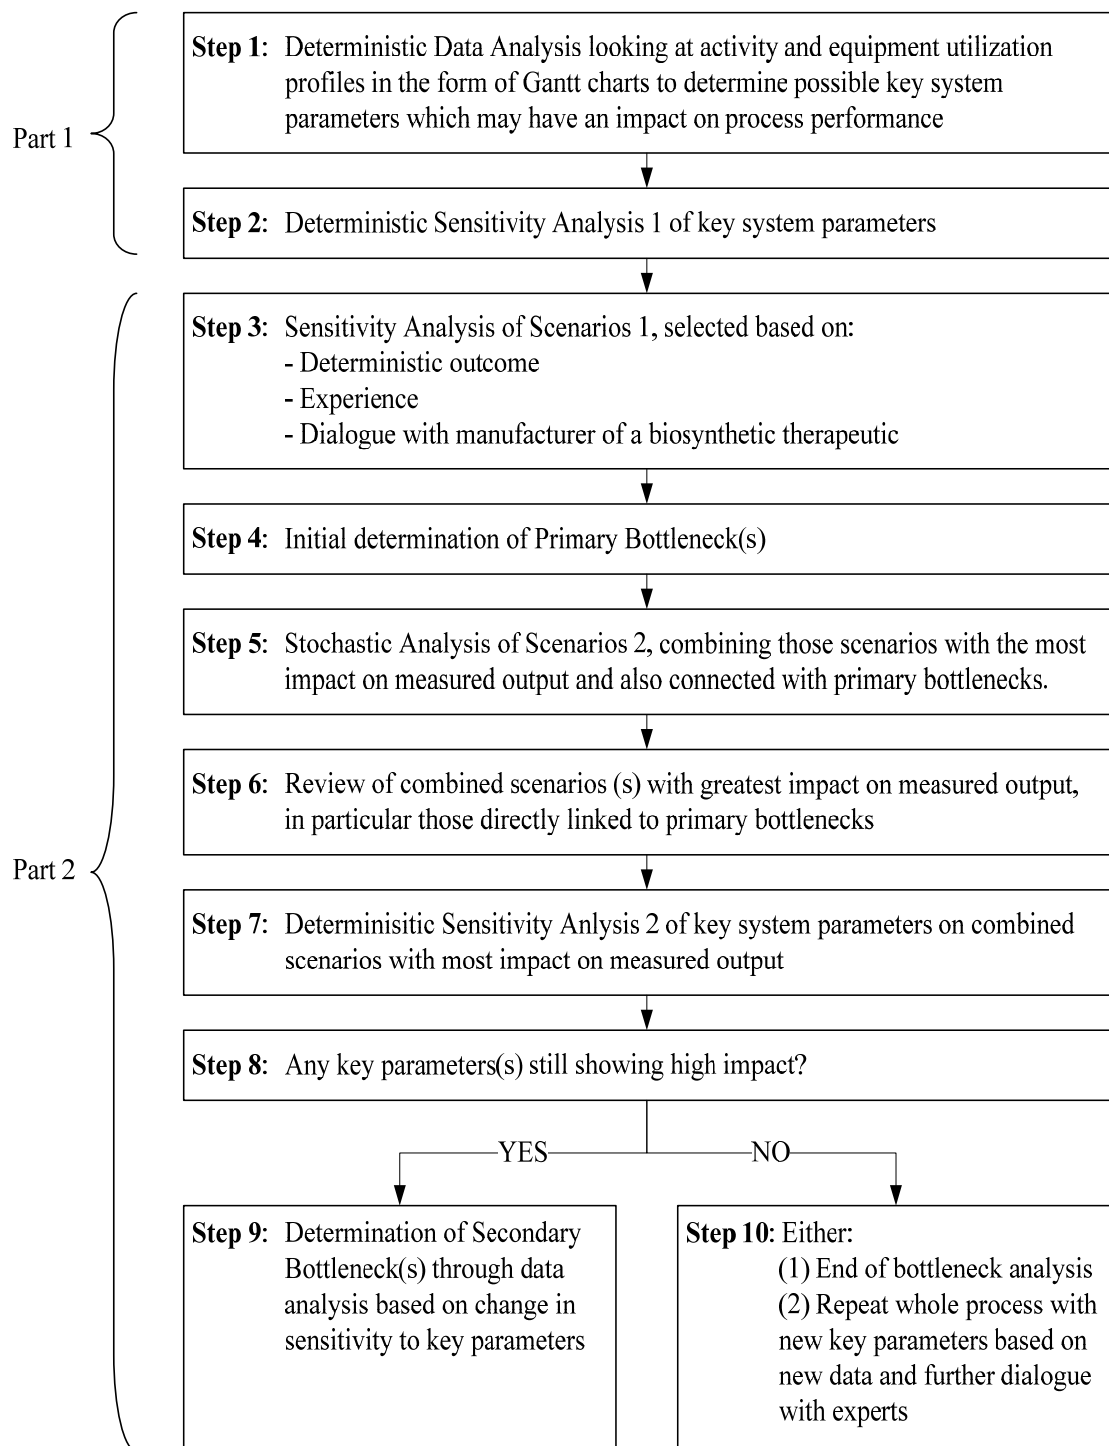 Part 1
Step 1: Deterministic Data Analysis looking at activity and equipment utilization
profiles in the form of Gantt charts to determine possible key system
parameters which may have an impact on process performance
Step 2: Deterministic Sensitivity Analysis 1 of key system parameters
Part 2
Step 3: Sensitivity Analysis of Scenarios 1, selected based on:
- Deterministic outcome
- Experience
- Dialogue with manufacturer of a biosynthetic therapeutic
Step 4: Initial determination of Primary Bottleneck(s)
Step 5: Stochastic Analysis of Scenarios 2, combining those scenarios with the most
impact on measured output and also connected with primary bottlenecks.
Step 6: Review of combined scenarios (s) with greatest impact on measured output,
in particular those directly linked to primary bottlenecks
Step 7: Determinisitic Sensitivity Anlysis 2 of key system parameters on combined
scenarios with most impact on measured output
Step 8: Any key parameters(s) still showing high impact?
YES
NO
Step 9: Determination of Secondary
Bottleneck(s) through data
analysis based on change in
sensitivity to key parameters
Step 10: Either:
(1) End of bottleneck analysis
(2) Repeat whole process with
new key parameters based on
new data and further dialogue
with experts